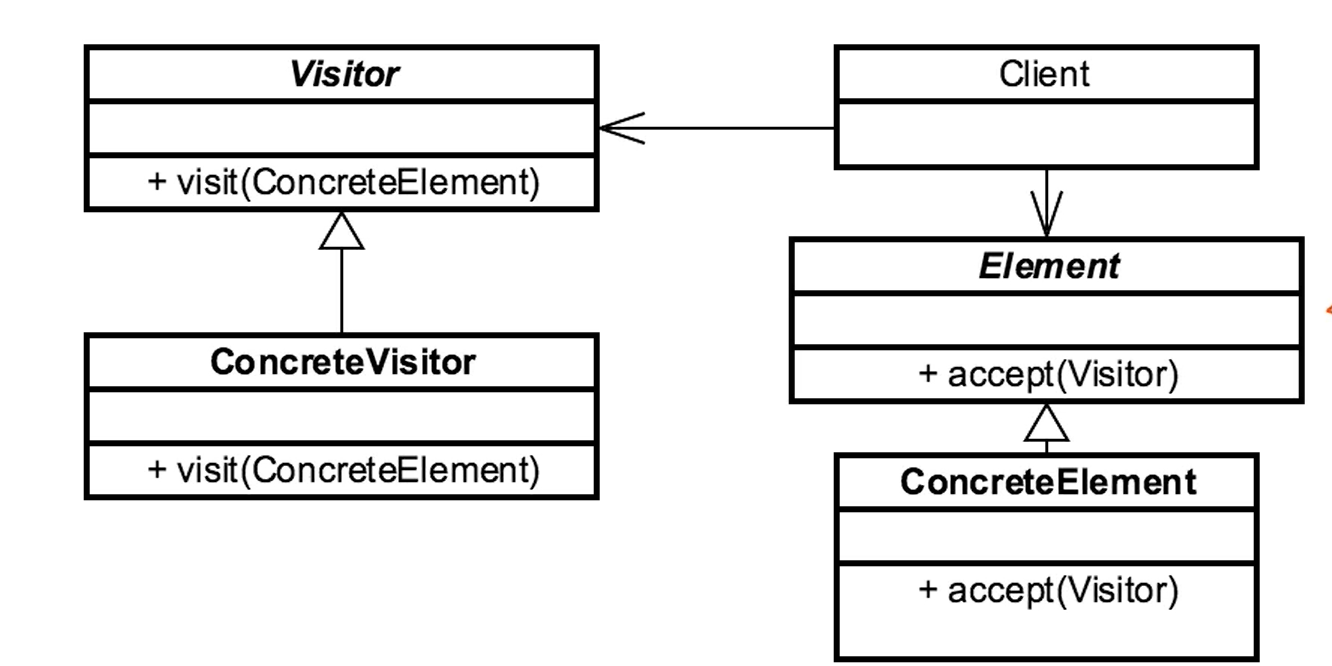 Visitor
+ visit(ConcreteElement)
Client
Element
+ accept(Visitor)
ConcreteVisitor
+ visit(ConcreteElement)
ConcreteElement
+ accept(Visitor)